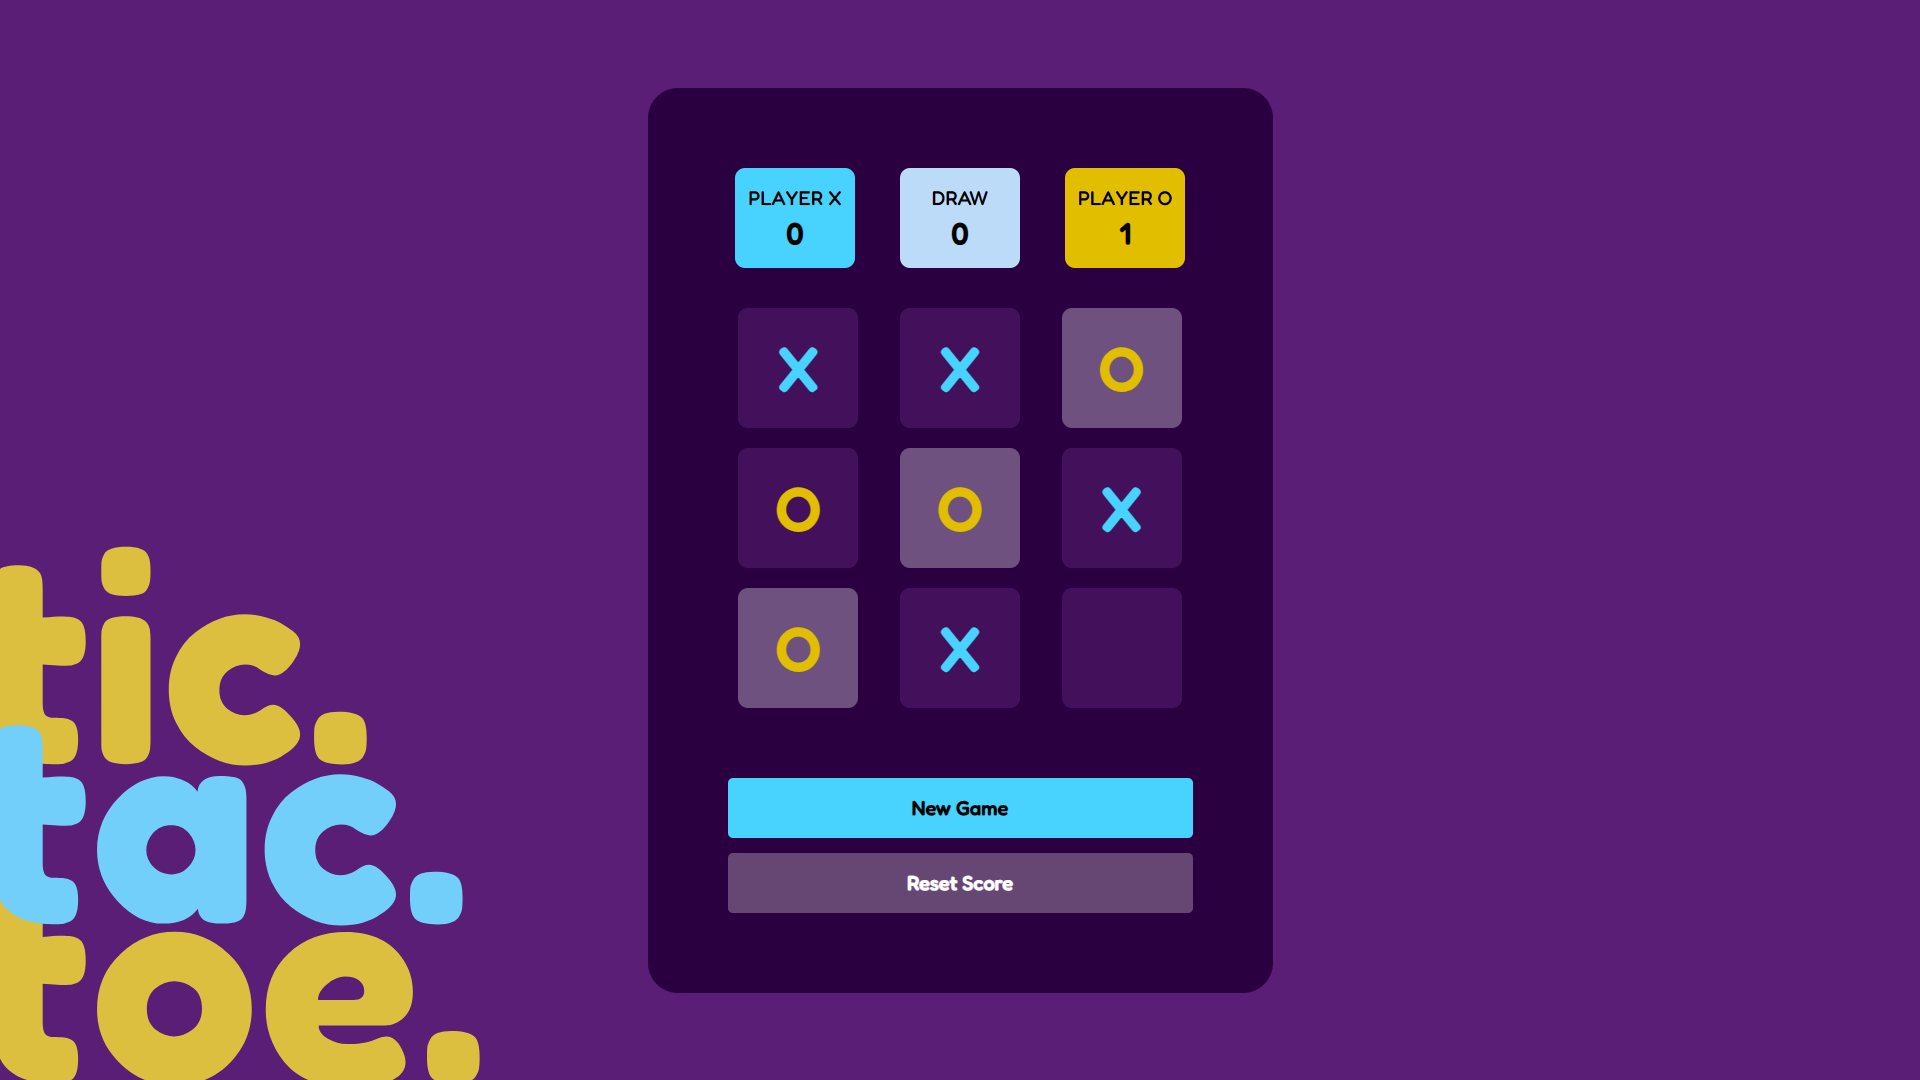 PLAYER X
0
DRAW
0
PLAYER O
1
X X O
O O X
O X
New Game
Reset Score
tic.
tac.
toe.